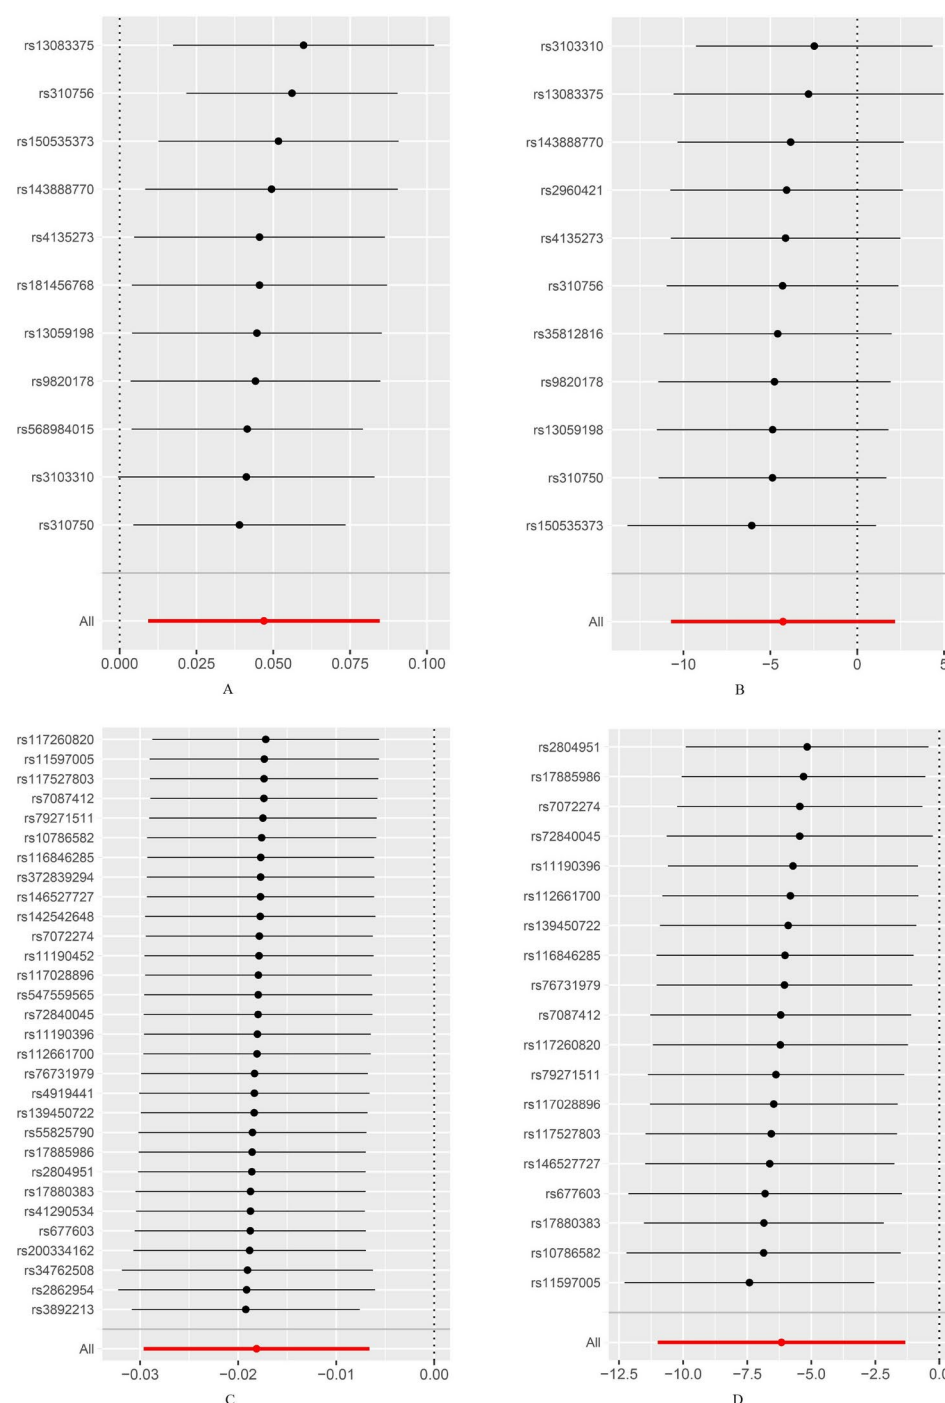 rs13083375
rs310756
rs150535373
rs143888770
rs4135273
rs181456768
rs13059198
rs9820178
rs568984015
rs3103310
rs310750
All
0.000 0.025 0.050 0.075 0.100
A
rs3103310
rs13083375
rs143888770
rs2960421
rs4135273
rs310756
rs35812816
rs9820178
rs13059198
rs310750
rs150535373
All
−10 −5 0 5
B
rs117260820
rs11597005
rs117527803
rs7087412
rs79271511
rs10786582
rs116846285
rs372839294
rs146527727
rs142542648
rs7072274
rs11190452
rs117028896
rs547559565
rs72840045
rs11190396
rs112661700
rs76731979
rs4919441
rs139450722
rs55825790
rs17885986
rs2804951
rs17880383
rs41290534
rs677603
rs200334162
rs34762508
rs2862954
rs3892213
All
−0.03 −0.02 −0.01 0.00
C
rs2804951
rs17885986
rs7072274
rs72840045
rs11190396
rs112661700
rs139450722
rs116846285
rs76731979
rs7087412
rs117260820
rs79271511
rs117028896
rs117527803
rs146527727
rs677603
rs17880383
rs10786582
rs11597005
All
−12.5 −10.0 −7.5 −5.0 −2.5 0.0
D